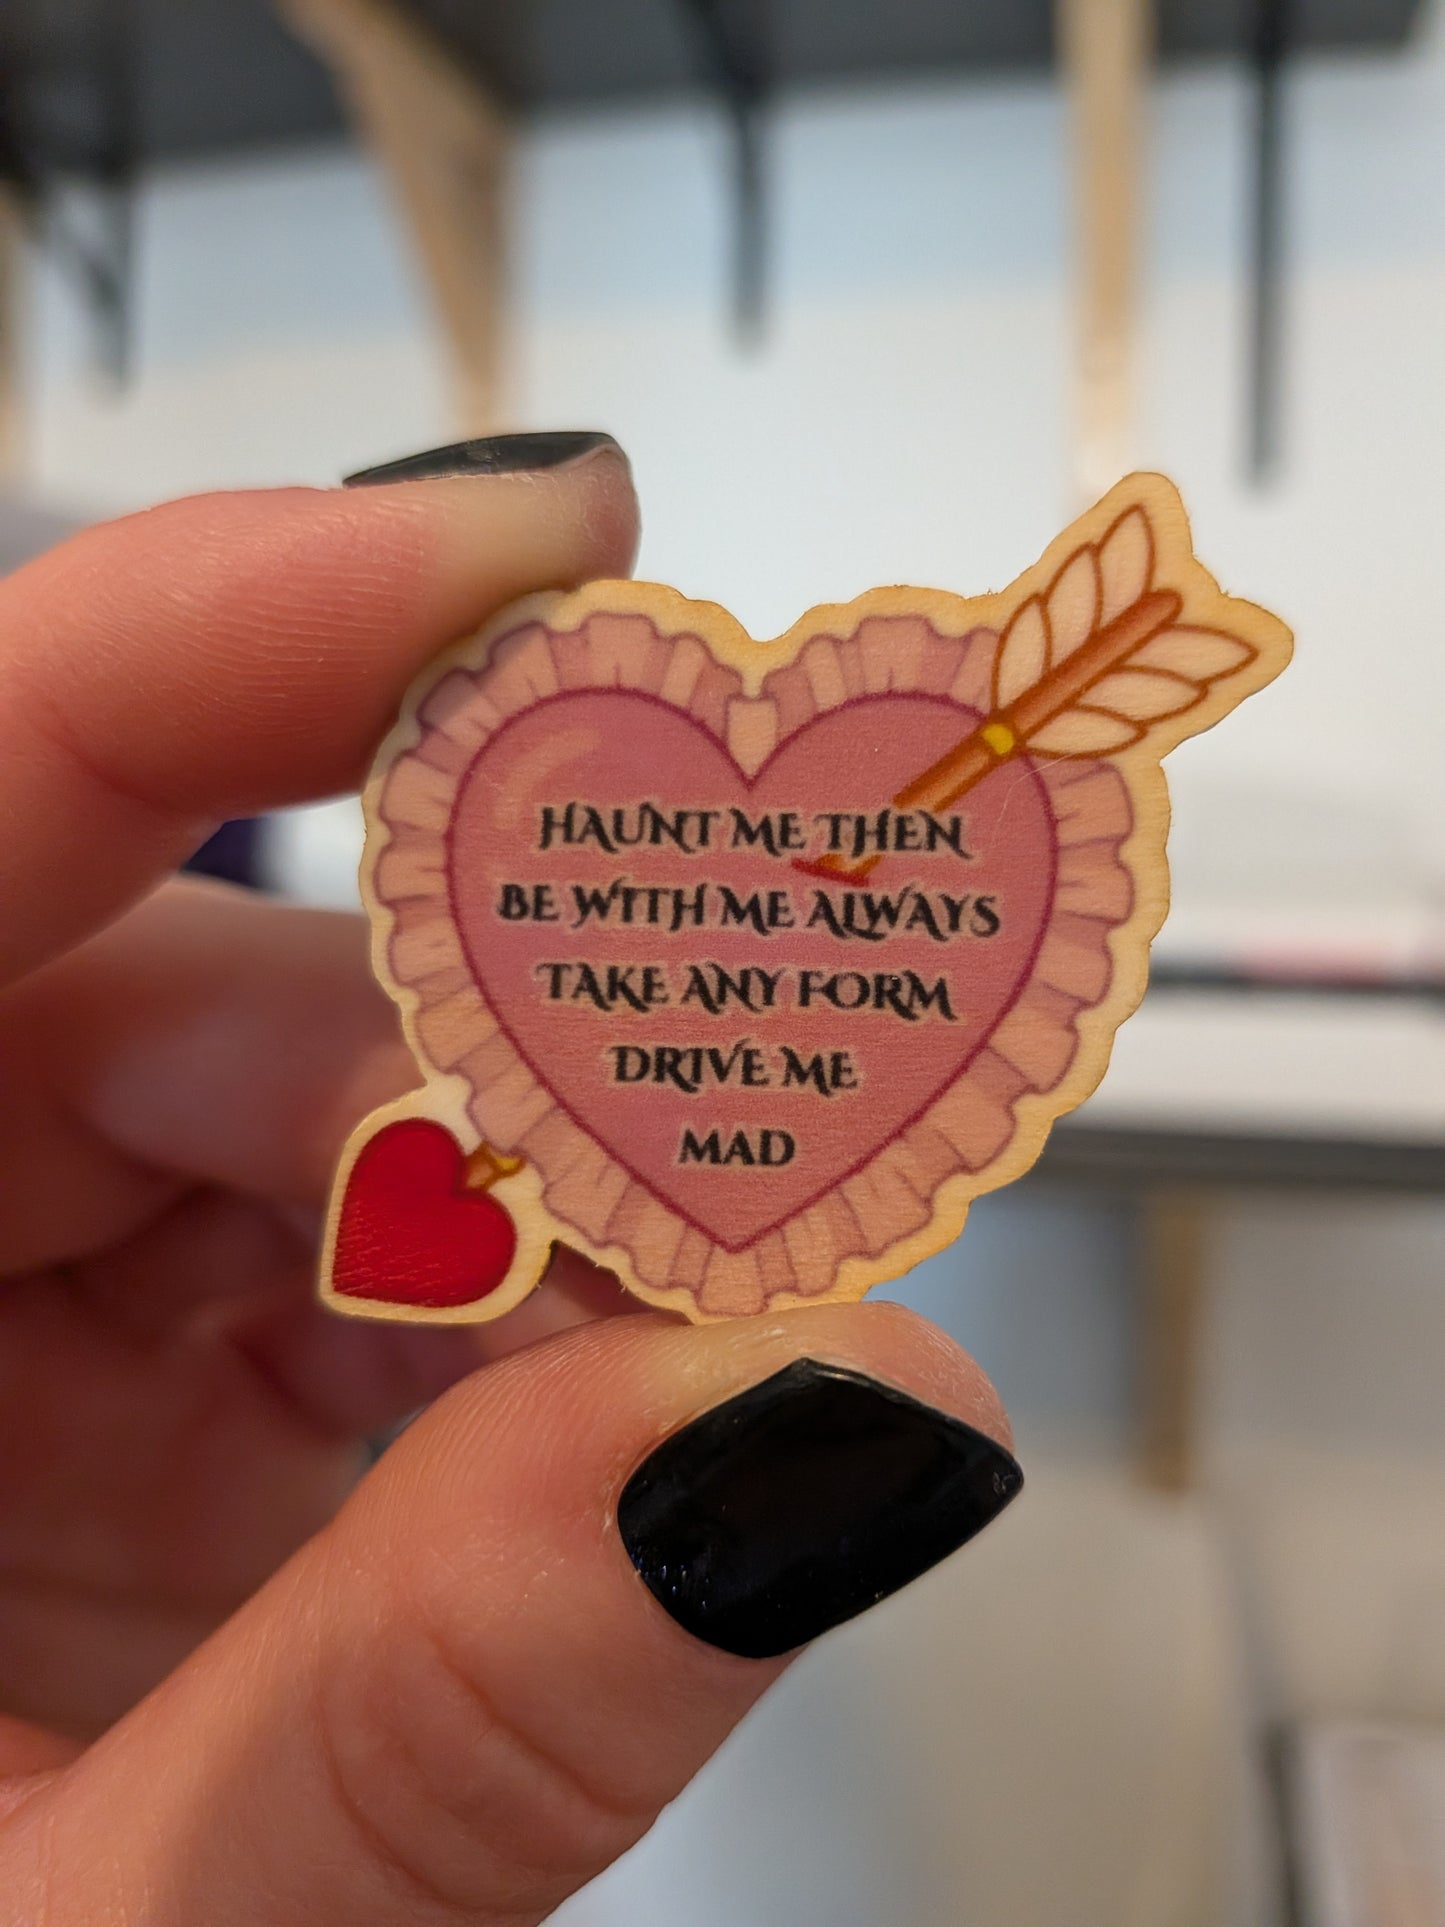 HAUNT ME THEN
BE WITH ME ALWAYS
TAKE ANY FORM
DRIVE ME
MAD